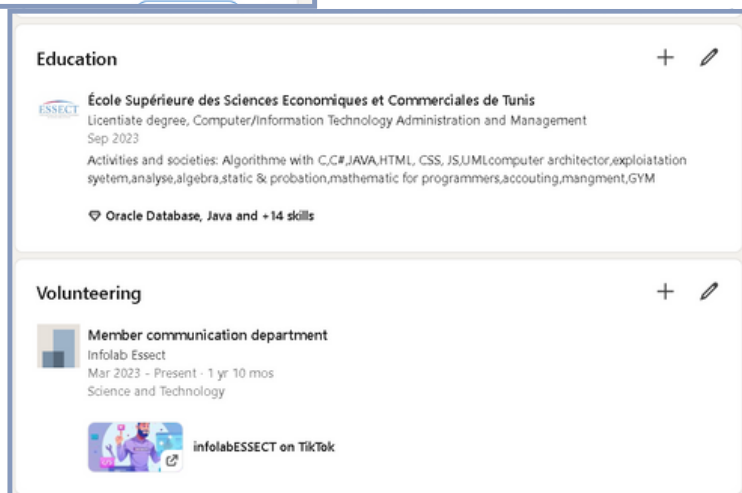 Education
ESSECT
École Supérieure des Sciences Economiques et Commerciales de Tunis
Licentiate degree, Computer/Information Technology Administration and Management
Sep 2023
Activities and societies: Algorithme with C,C#,JAVA,HTML, CSS, JS,UMLcomputer architector,exploiatation
syetem,analyse,algebra,static & probation,mathematic for programmers,accouting,mangment,GYM
Oracle Database, Java and +14 skills
Volunteering
Member communication department
Infolab Essect
Mar 2023 - Present · 1 yr 10 mos
Science and Technology
infolabESSECT on TikTok